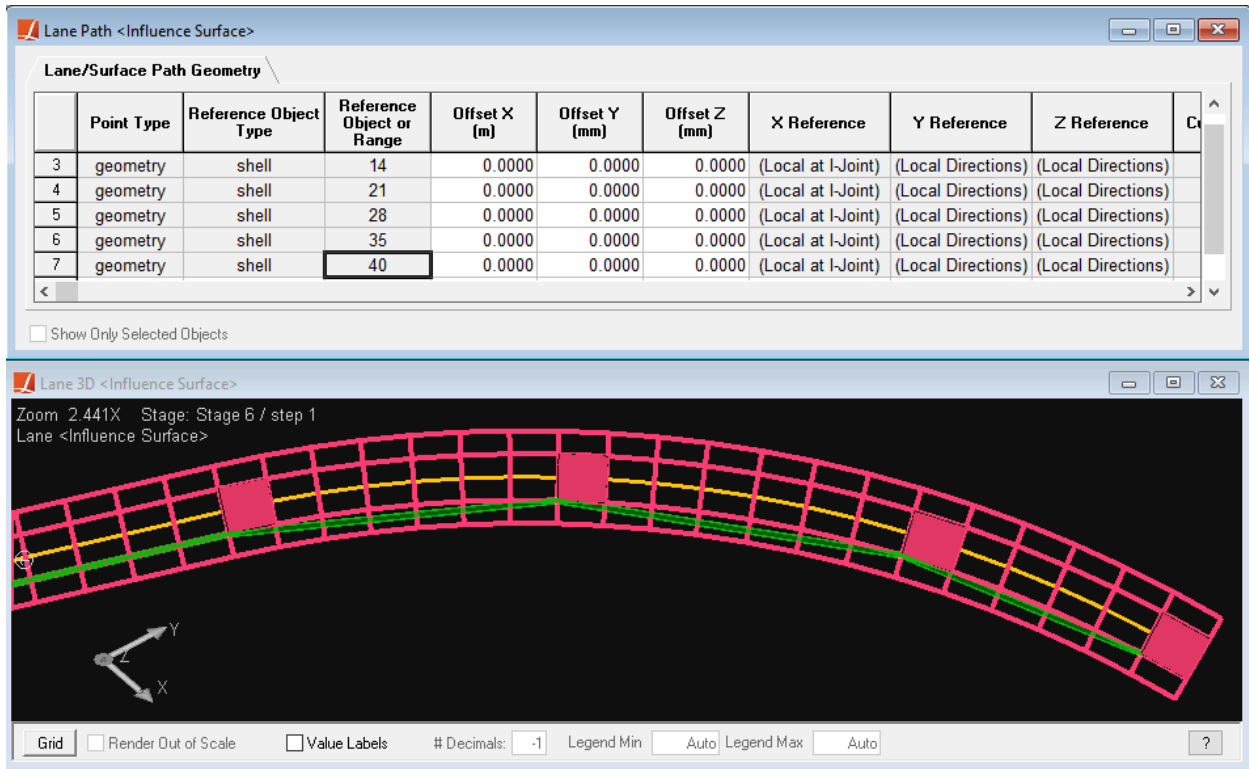 Lane Path <Influence Surface>
Lane/Surface Path Geometry
Point Type Reference Object Type Reference Object or Range Offset X (m) Offset Y (mm) Offset Z (mm) X Reference Y Reference Z Reference
3 geometry shell 14 0.0000 0.0000 0.0000 (Local at I-Joint) (Local Directions) (Local Directions)
4 geometry shell 21 0.0000 0.0000 0.0000 (Local at I-Joint) (Local Directions) (Local Directions)
5 geometry shell 28 0.0000 0.0000 0.0000 (Local at I-Joint) (Local Directions) (Local Directions)
6 geometry shell 35 0.0000 0.0000 0.0000 (Local at I-Joint) (Local Directions) (Local Directions)
7 geometry shell 40 0.0000 0.0000 0.0000 (Local at I-Joint) (Local Directions) (Local Directions)
Show Only Selected Objects
Lane 3D <Influence Surface>
Zoom 2.441X Stage: Stage 6 / step 1
Lane <Influence Surface>
Y
Z
X
Grid Render Out of Scale Value Labels # Decimals: -1 Legend Min Auto Legend Max Auto ?